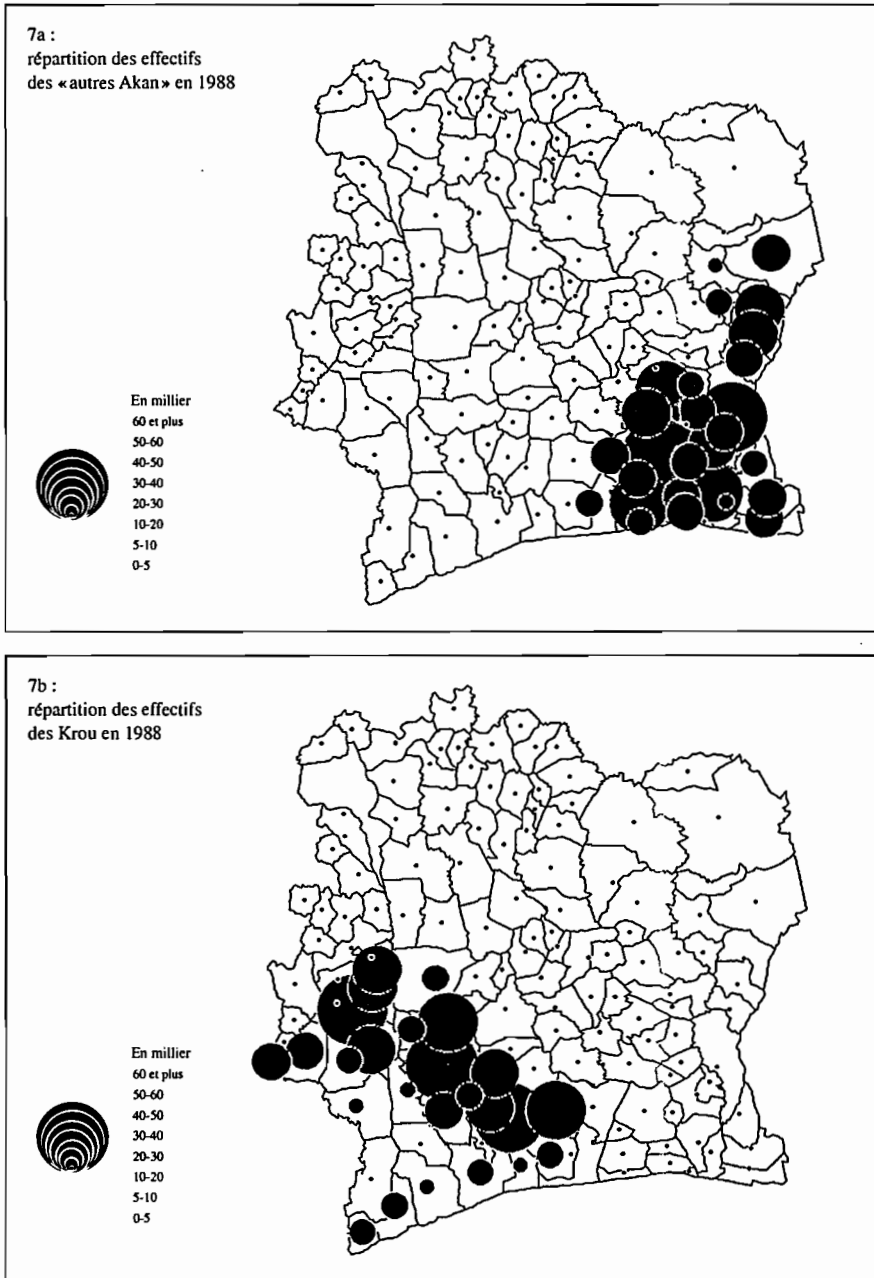 7a :
répartition des effectifs
des «autres Akan» en 1988
En millier
60 et plus
50-60
40-50
30-40
20-30
10-20
5-10
0-5
7b :
répartition des effectifs
des Krou en 1988
En millier
60 et plus
50-60
40-50
30-40
20-30
10-20
5-10
0-5